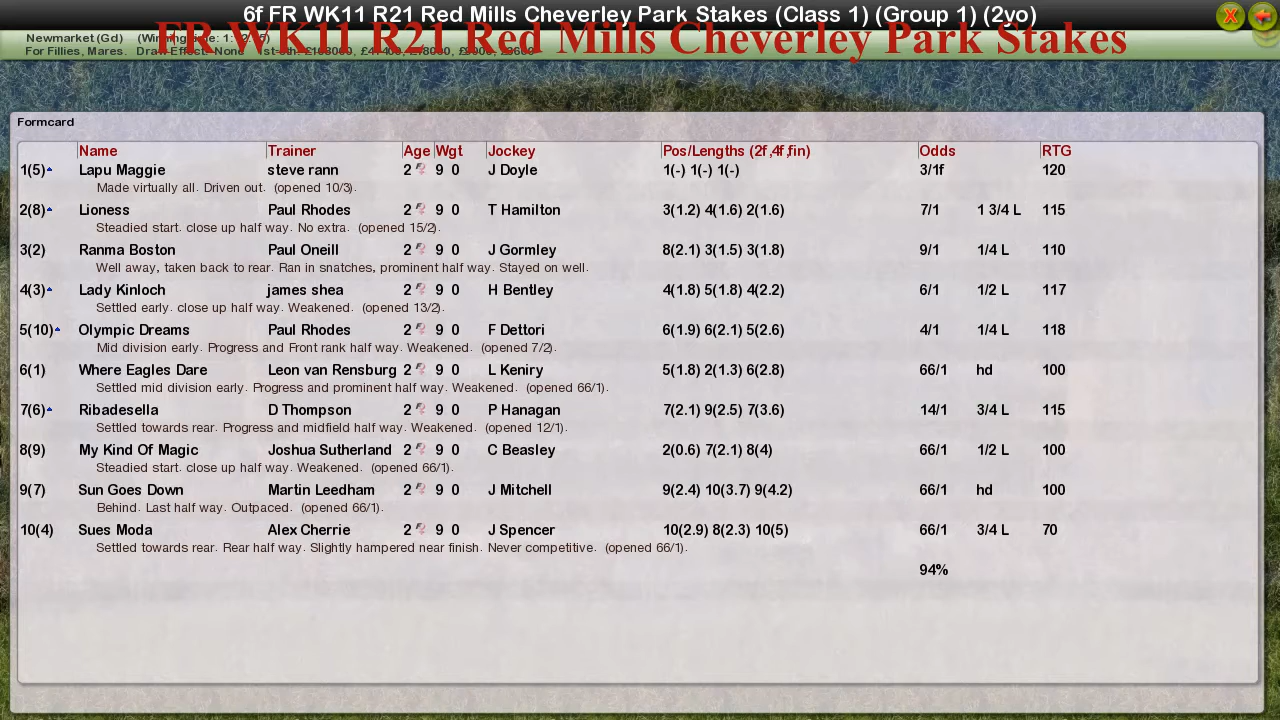 6f FR WK11 R21 Red Mills Cheverley Park Stakes (Class 1) (Group 1) (2yo)
FR WK11 R21 Red Mills Cheverley Park Stakes
Newmarket (Gd) (Winning time: 1:
For Fillies, Mares. Draw Effect: None
Formcard
Name Trainer Age Wgt Jockey Pos/Lengths (2f,4f,fin) Odds RTG
1(5) Lapu Maggie steve rann 2 9 0 J Doyle 1(-) 1(-) 1(-) 3/1f 120
Made virtually all. Driven out. (opened 10/3).
2(8) Lioness Paul Rhodes 2 9 0 T Hamilton 3(1.2) 4(1.6) 2(1.6) 7/1 1 3/4 L 115
Steadied start. close up half way. No extra. (opened 15/2).
3(2) Ranma Boston Paul Oneill 2 9 0 J Gormley 8(2.1) 3(1.5) 3(1.8) 9/1 1/4 L 110
Well away, taken back to rear. Ran in snatches, prominent half way. Stayed on well.
4(3) Lady Kinloch james shea 2 9 0 H Bentley 4(1.8) 5(1.8) 4(2.2) 6/1 1/2 L 117
Settled early. close up half way. Weakened. (opened 13/2).
5(10) Olympic Dreams Paul Rhodes 2 9 0 F Dettori 6(1.9) 6(2.1) 5(2.6) 4/1 1/4 L 118
Mid division early. Progress and Front rank half way. Weakened. (opened 7/2).
6(1) Where Eagles Dare Leon van Rensburg 2 9 0 L Keniry 5(1.8) 2(1.3) 6(2.8) 66/1 hd 100
Settled mid division early. Progress and prominent half way. Weakened. (opened 66/1).
7(6) Ribadesella D Thompson 2 9 0 P Hanagan 7(2.1) 9(2.5) 7(3.6) 14/1 3/4 L 115
Settled towards rear. Progress and midfield half way. Weakened. (opened 12/1).
8(9) My Kind Of Magic Joshua Sutherland 2 9 0 C Beasley 2(0.6) 7(2.1) 8(4) 66/1 1/2 L 100
Steadied start. close up half way. Weakened. (opened 66/1).
9(7) Sun Goes Down Martin Leedham 2 9 0 J Mitchell 9(2.4) 10(3.7) 9(4.2) 66/1 hd 100
Behind. Last half way. Outpaced. (opened 66/1).
10(4) Sues Moda Alex Cherrie 2 9 0 J Spencer 10(2.9) 8(2.3) 10(5) 66/1 3/4 L 70
Settled towards rear. Rear half way. Slightly hampered near finish. Never competitive. (opened 66/1).
94%